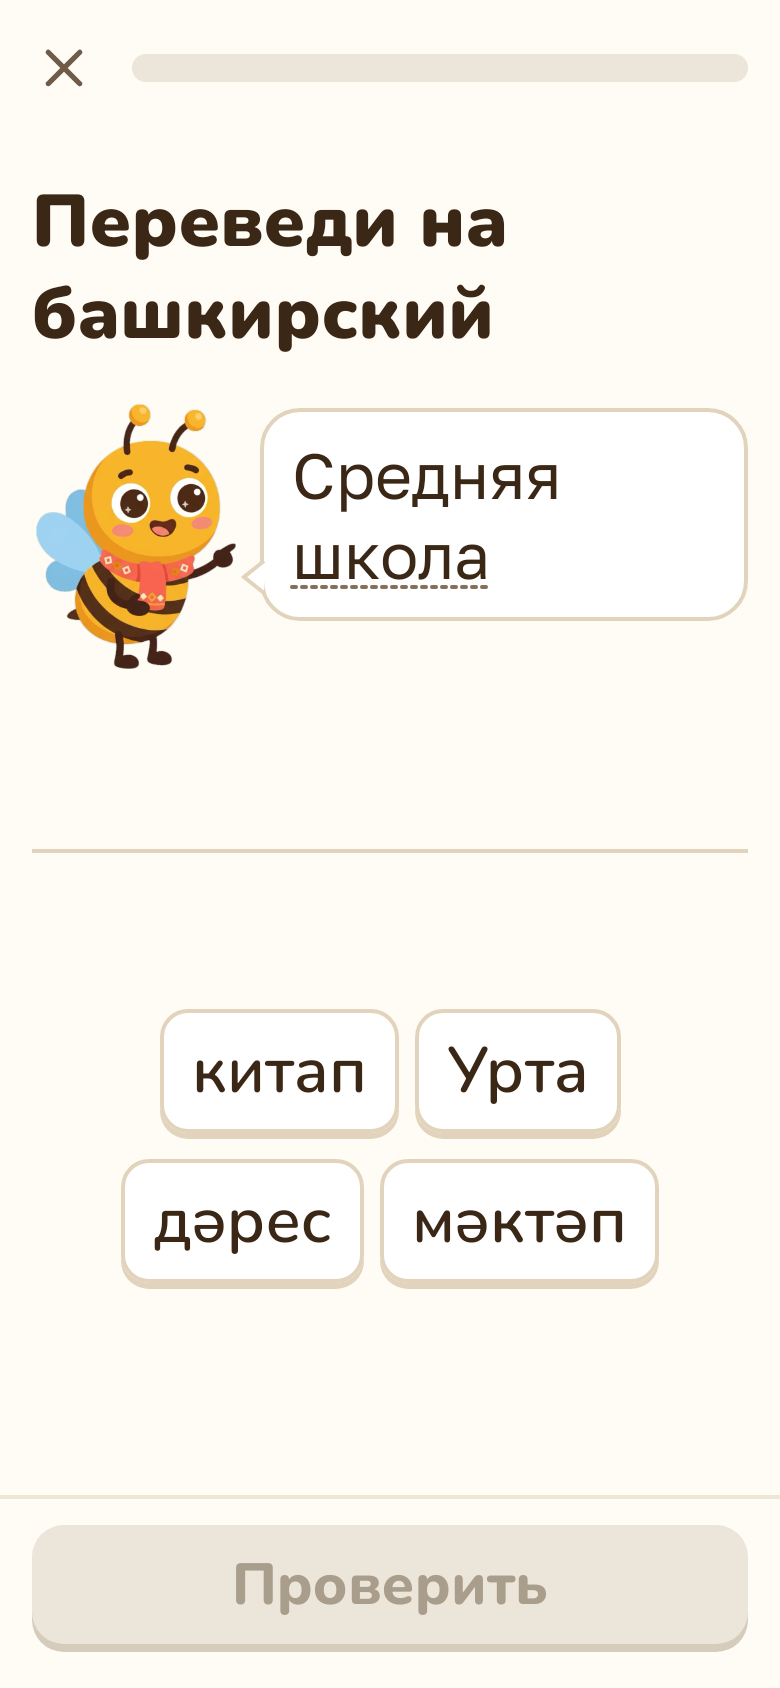 Переведи на
башкирский
Средняя
школа
китап Урта
дәрес мәктәп
Проверить